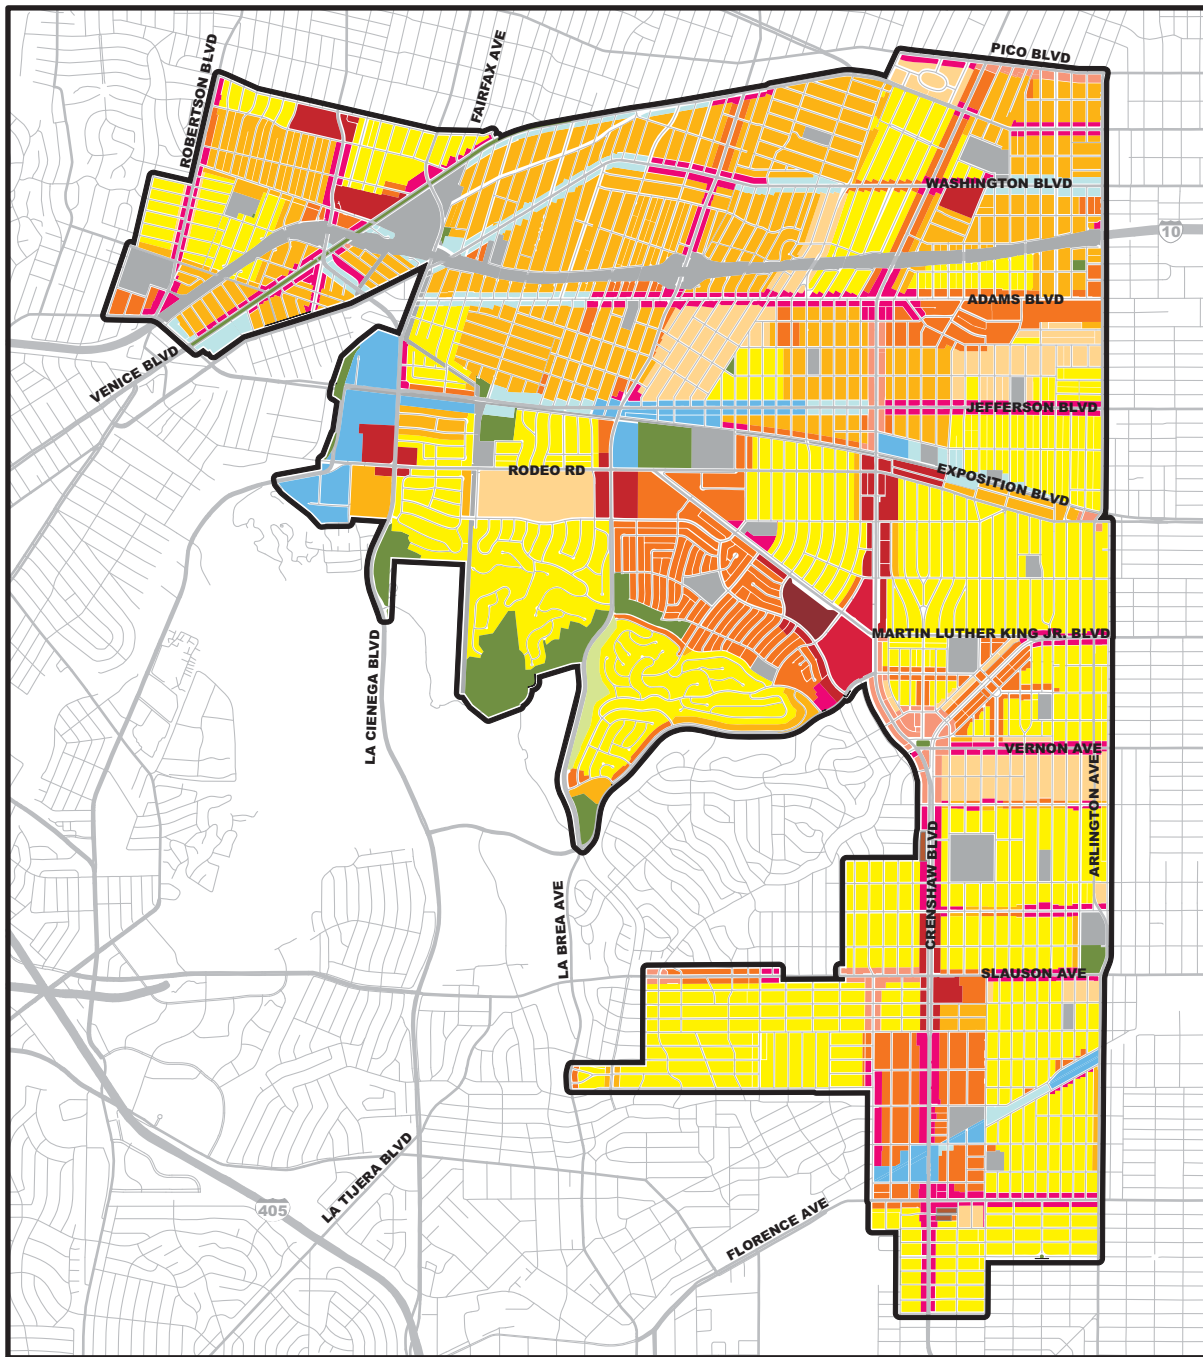 PICO BLVD
ROBERTSON BLVD
FAIRFAX AVE
WASHINGTON BLVD
10
ADAMS BLVD
VENICE BLVD
JEFFERSON BLVD
RODEO RD
EXPOSITION BLVD
MARTIN LUTHER KING JR. BLVD
LA CIENEGA BLVD
VERNON AVE
ARLINGTON AVE
CRENSHAW BLVD
LA BREA AVE
SLAUSON AVE
LA TIJERA BLVD
405
FLORENCE AVE